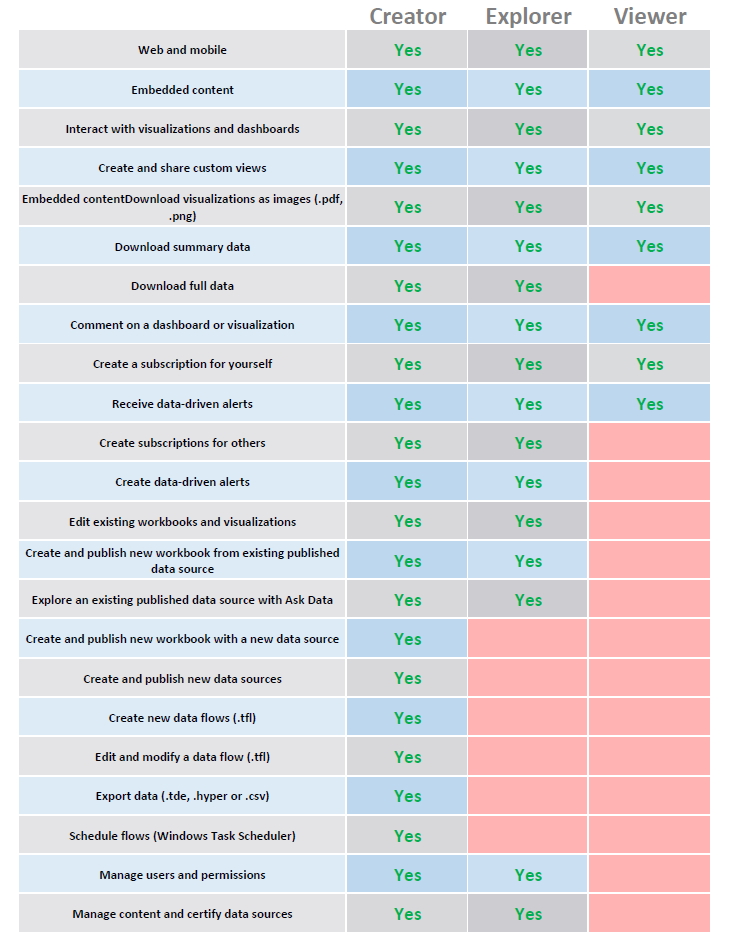 Creator Explorer Viewer
Web and mobile Yes Yes Yes
Embedded content Yes Yes Yes
Interact with visualizations and dashboards Yes Yes Yes
Create and share custom views Yes Yes Yes
Embedded contentDownload visualizations as images (.pdf,
.png) Yes Yes Yes
Download summary data Yes Yes Yes
Download full data Yes Yes
Comment on a dashboard or visualization Yes Yes Yes
Create a subscription for yourself Yes Yes Yes
Receive data-driven alerts Yes Yes Yes
Create subscriptions for others Yes Yes
Create data-driven alerts Yes Yes
Edit existing workbooks and visualizations Yes Yes
Create and publish new workbook from existing published
data source Yes Yes
Explore an existing published data source with Ask Data Yes Yes
Create and publish new workbook with a new data source Yes
Create and publish new data sources Yes
Create new data flows (.tfl) Yes
Edit and modify a data flow (.tfl) Yes
Export data (.tde, .hyper or .csv) Yes
Schedule flows (Windows Task Scheduler) Yes
Manage users and permissions Yes Yes
Manage content and certify data sources Yes Yes